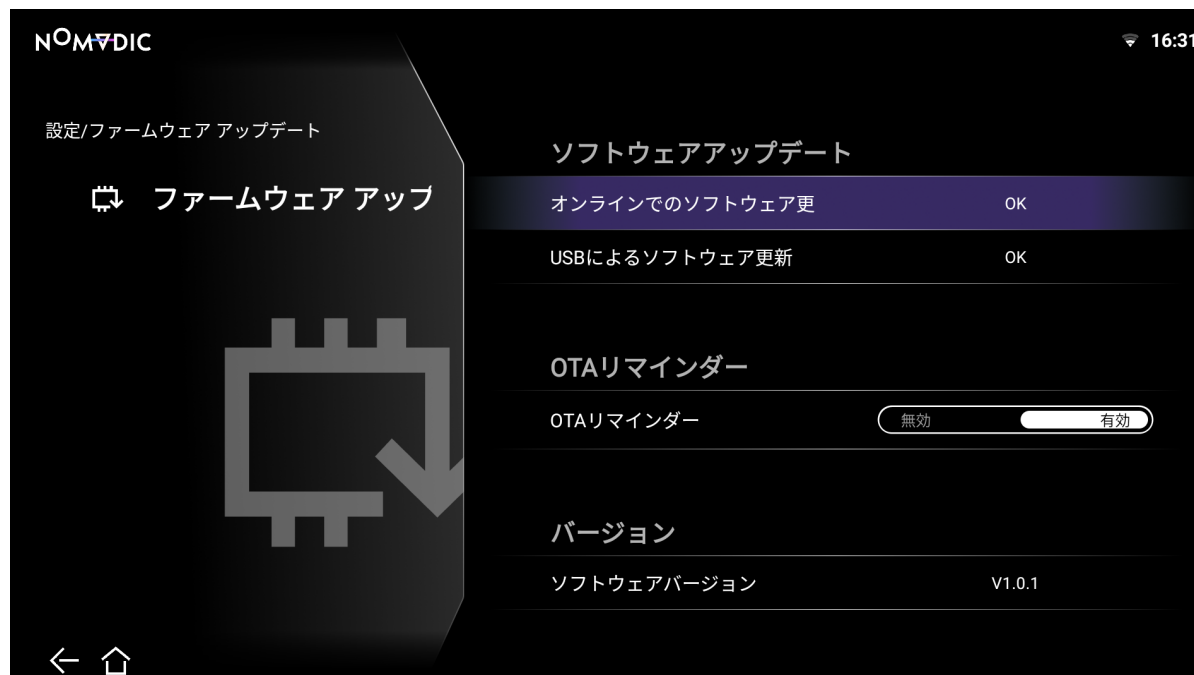 NOMADIC
16:31
設定/ファームウェア アップデート
ファームウェア アップ
ソフトウェアアップデート
オンラインでのソフトウェア更 OK
USBによるソフトウェア更新 OK
OTAリマインダー
OTAリマインダー 無効 有効
バージョン
ソフトウェアバージョン V1.0.1